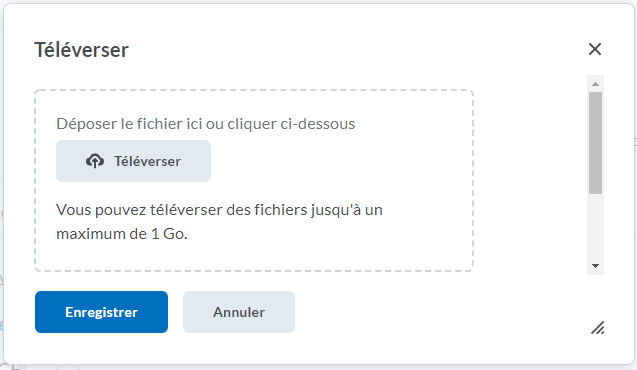 Téléverser
Déposer le fichier ici ou cliquer ci-dessous
Téléverser
Vous pouvez téléverser des fichiers jusqu'à un
maximum de 1 Go.
Enregistrer
Annuler